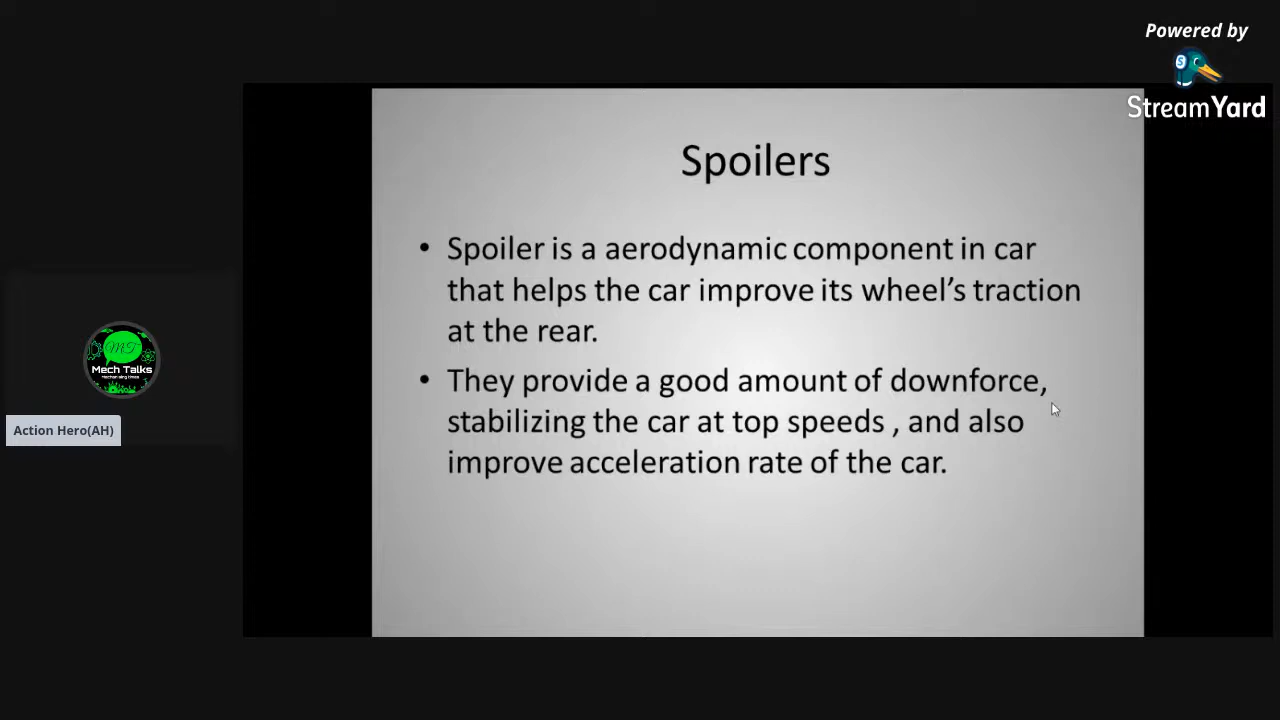 Powered by
StreamYard
Spoilers
• Spoiler is a aerodynamic component in car
that helps the car improve its wheel’s traction
at the rear.
• They provide a good amount of downforce,
stabilizing the car at top speeds , and also
improve acceleration rate of the car.
MT
Mech Talks
Action Hero(AH)